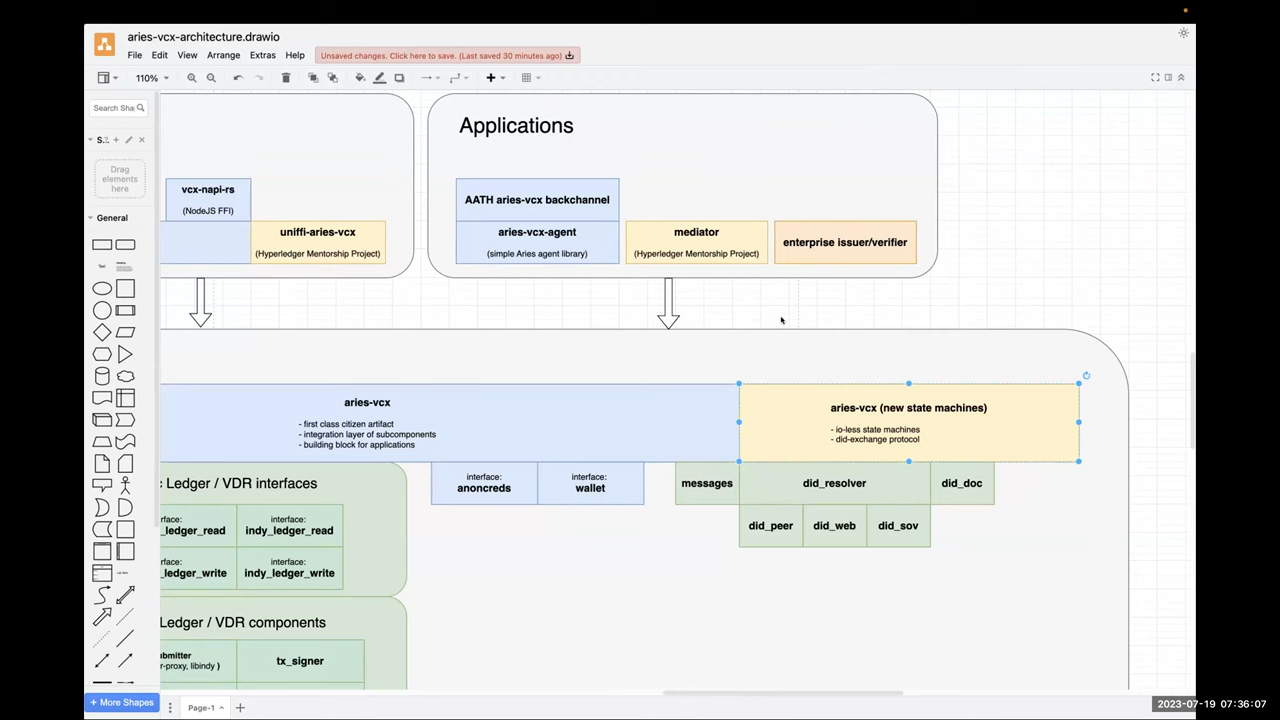 aries-vcx-architecture.drawio
File Edit View Arrange Extras Help
Unsaved changes. Click here to save. (Last saved 30 minutes ago)
110%
Search Sha
S..
Drag
elements
here
General
Text
More Shapes
Page-1
Applications
vcx-napi-rs
(NodeJS FFI)
uniffi-aries-vcx
(Hyperledger Mentorship Project)
AATH aries-vcx backchannel
aries-vcx-agent
(simple Aries agent library)
mediator
(Hyperledger Mentorship Project)
enterprise issuer/verifier
aries-vcx
- first class citizen artifact
- integration layer of subcomponents
- building block for applications
aries-vcx (new state machines)
- io-less state machines
- did-exchange protocol
c Ledger / VDR interfaces
interface:
anoncreds
interface:
wallet
messages
did_resolver
did_doc
did_peer
did_web
did_sov
face:
_ledger_read
interface:
indy_ledger_read
face:
_ledger_write
interface:
indy_ledger_write
Ledger / VDR components
ubmitter
r-proxy, libindy )
tx_signer
2023-07-19 07:36:07